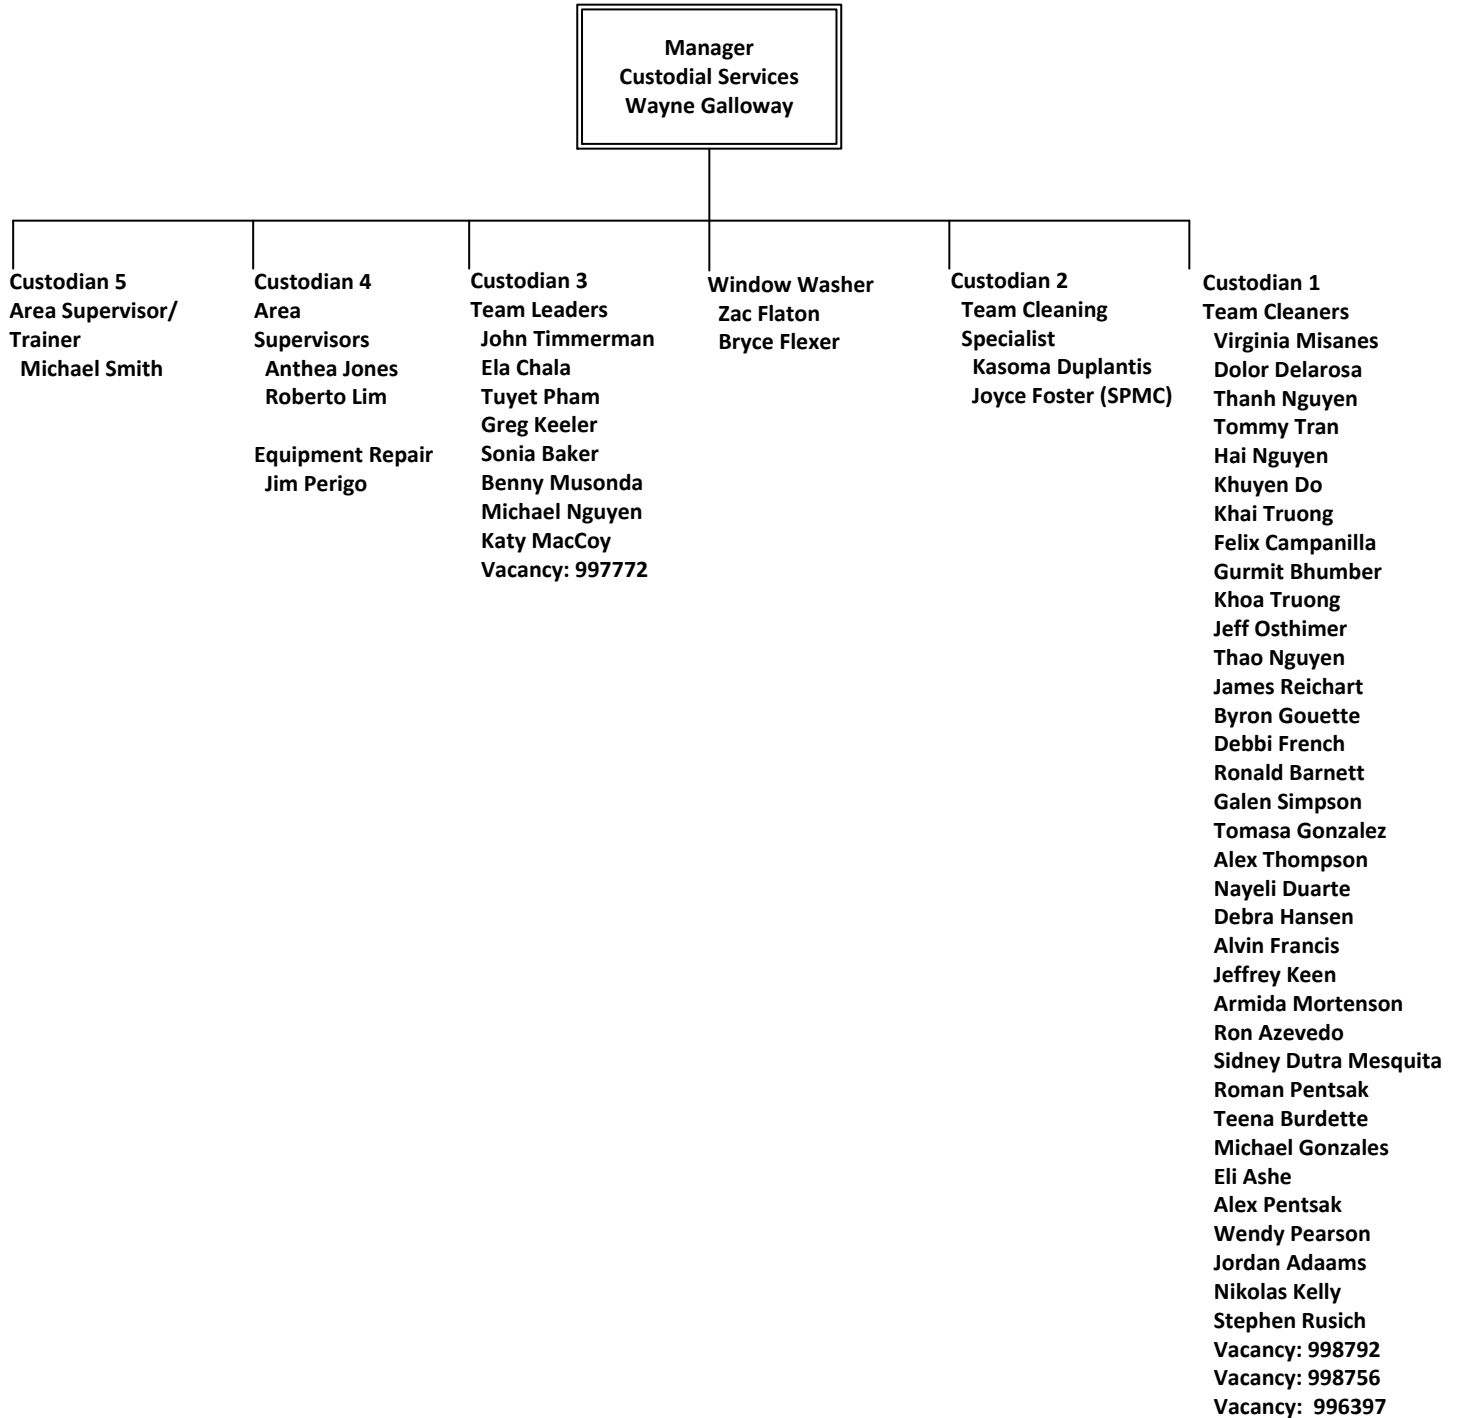 Manager
Custodial Services
Wayne Galloway
Custodian 5
Area Supervisor/
Trainer
Michael Smith
Custodian 4
Area
Supervisors
Anthea Jones
Roberto Lim
Equipment Repair
Jim Perigo
Custodian 3
Team Leaders
John Timmerman
Ela Chala
Tuyet Pham
Greg Keeler
Sonia Baker
Benny Musonda
Michael Nguyen
Katy MacCoy
Vacancy: 997772
Window Washer
Zac Flaton
Bryce Flexer
Custodian 2
Team Cleaning
Specialist
Kasoma Duplantis
Joyce Foster (SPMC)
Custodian 1
Team Cleaners
Virginia Misanes
Dolor Delarosa
Thanh Nguyen
Tommy Tran
Hai Nguyen
Khuyen Do
Khai Truong
Felix Campanilla
Gurmit Bhumber
Khoa Truong
Jeff Osthimer
Thao Nguyen
James Reichart
Byron Gouette
Debbi French
Ronald Barnett
Galen Simpson
Tomasa Gonzalez
Alex Thompson
Nayeli Duarte
Debra Hansen
Alvin Francis
Jeffrey Keen
Armida Mortenson
Ron Azevedo
Sidney Dutra Mesquita
Roman Pentsak
Teena Burdette
Michael Gonzales
Eli Ashe
Alex Pentsak
Wendy Pearson
Jordan Adaams
Nikolas Kelly
Stephen Rusich
Vacancy: 998792
Vacancy: 998756
Vacancy:  996397